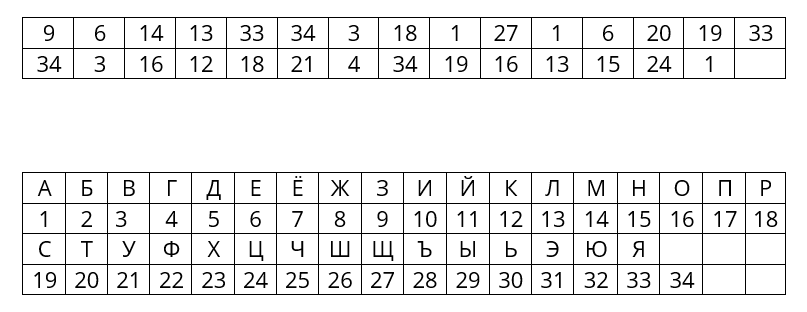 9 6 14 13 33 34 3 18 1 27 1 6 20 19 33
34 3 16 12 18 21 4 34 19 16 13 15 24 1
А Б В Г Д Е Ё Ж З И Й К Л М Н О П Р
1 2 3 4 5 6 7 8 9 10 11 12 13 14 15 16 17 18
С Т У Ф Х Ц Ч Ш Щ Ъ Ы Ь Э Ю Я
19 20 21 22 23 24 25 26 27 28 29 30 31 32 33 34